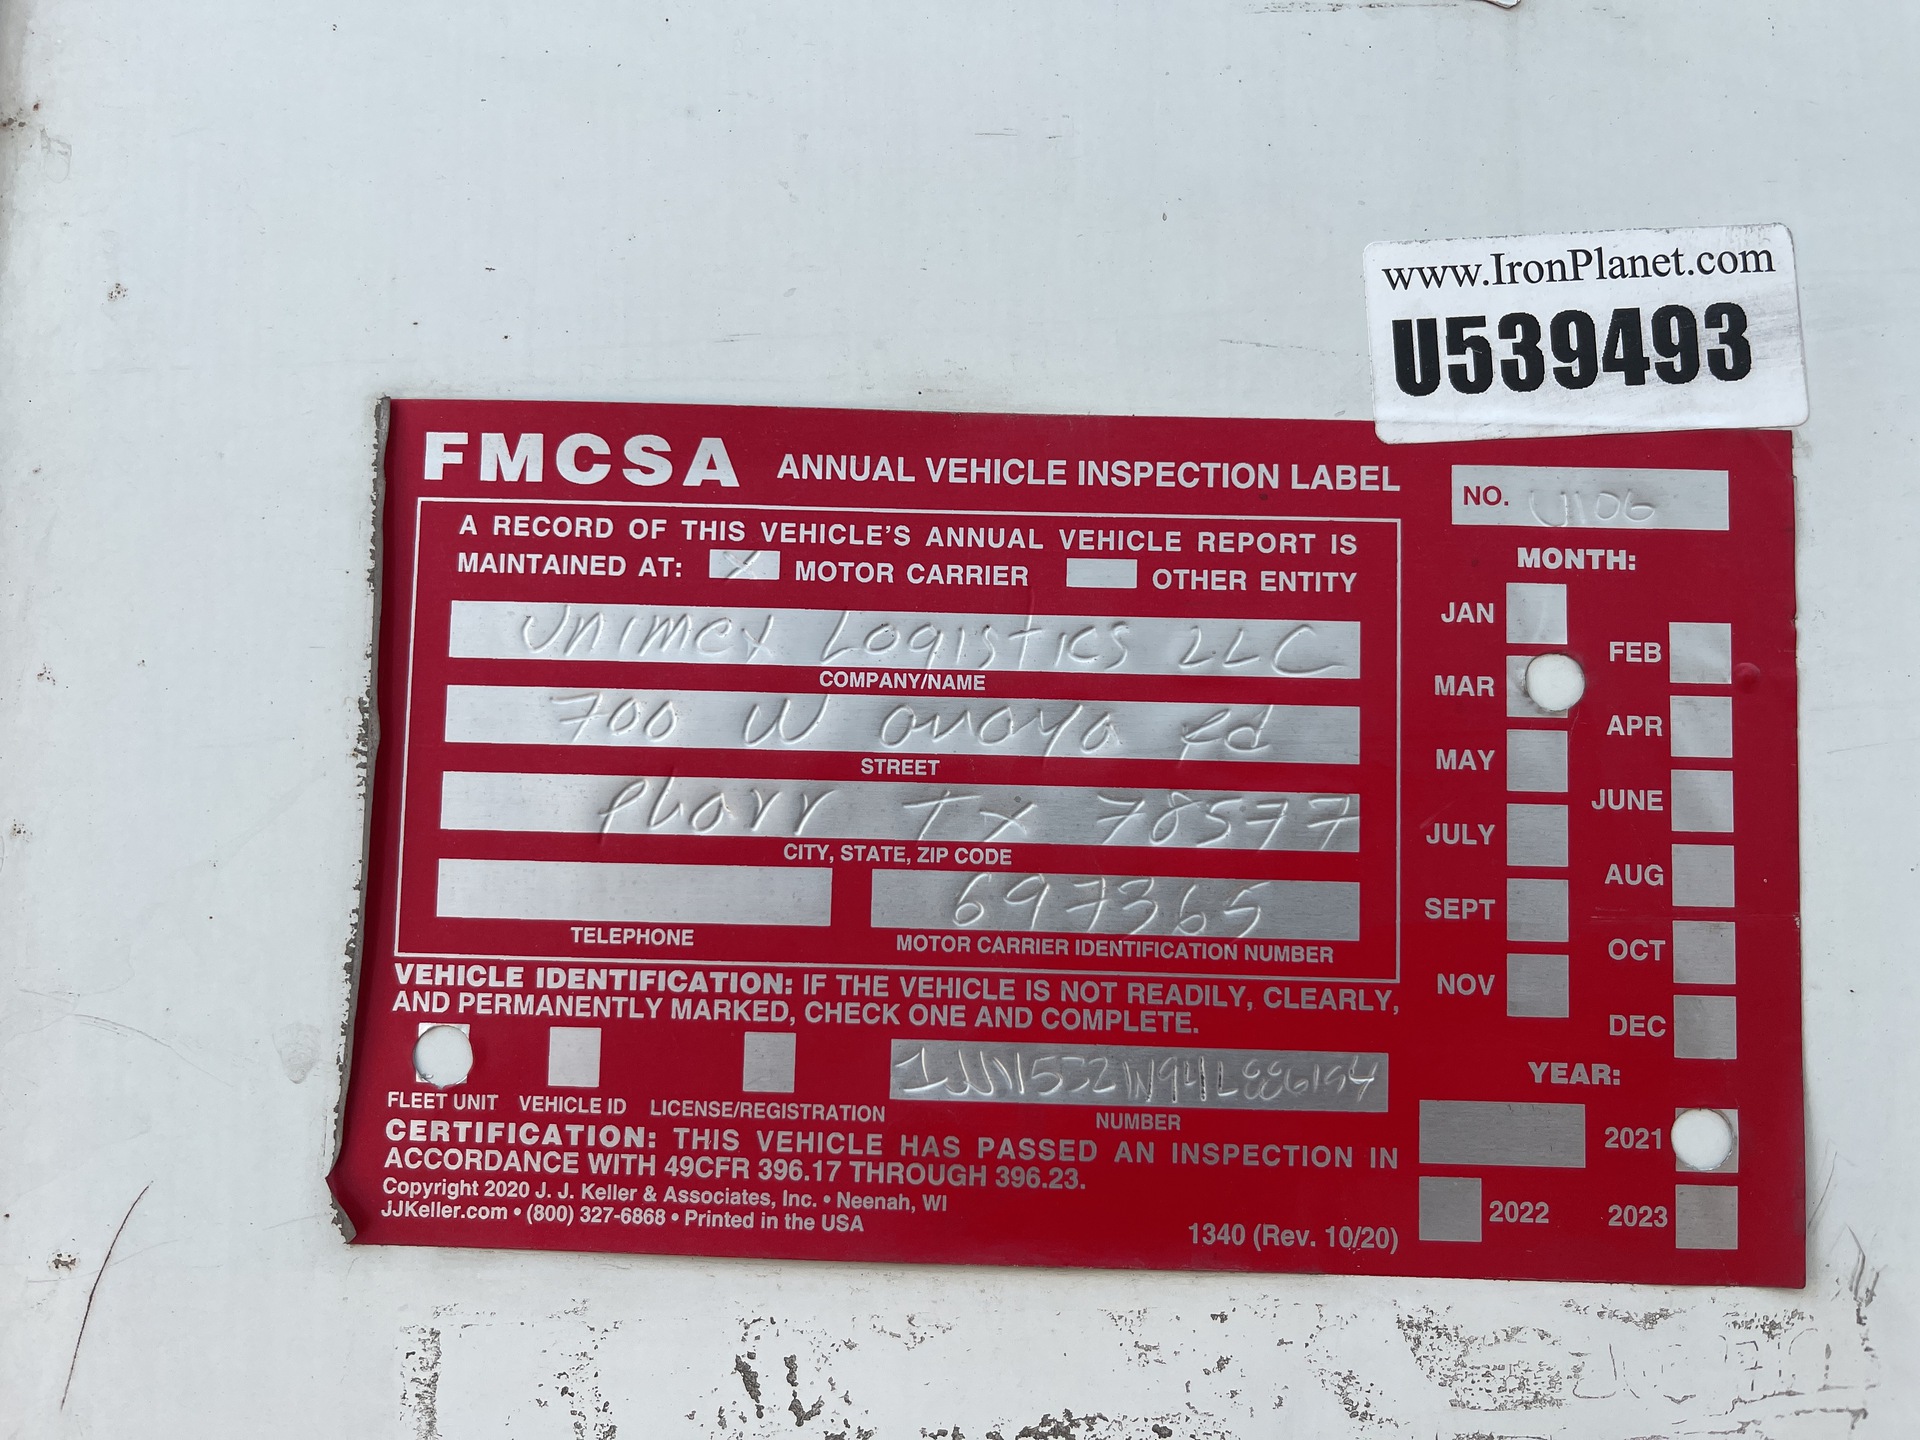 www.IronPlanet.com
U539493
FMCSA ANNUAL VEHICLE INSPECTION LABEL
NO. U106
A RECORD OF THIS VEHICLE'S ANNUAL VEHICLE REPORT IS
MAINTAINED AT: X MOTOR CARRIER OTHER ENTITY
Unimex Logistics LLC
COMPANY/NAME
700 W anaya rd
STREET
pharr TX 78577
CITY, STATE, ZIP CODE
697365
TELEPHONE MOTOR CARRIER IDENTIFICATION NUMBER
VEHICLE IDENTIFICATION: IF THE VEHICLE IS NOT READILY, CLEARLY,
AND PERMANENTLY MARKED, CHECK ONE AND COMPLETE.
FLEET UNIT VEHICLE ID LICENSE/REGISTRATION
NUMBER
CERTIFICATION: THIS VEHICLE HAS PASSED AN INSPECTION IN
ACCORDANCE WITH 49CFR 396.17 THROUGH 396.23.
Copyright 2020 J. J. Keller & Associates, Inc. • Neenah, WI
JJKeller.com • (800) 327-6868 • Printed in the USA
1340 (Rev. 10/20)
MONTH:
JAN
FEB
MAR
APR
MAY
JUNE
JULY
AUG
SEPT
OCT
NOV
DEC
YEAR:
2021
2022 2023